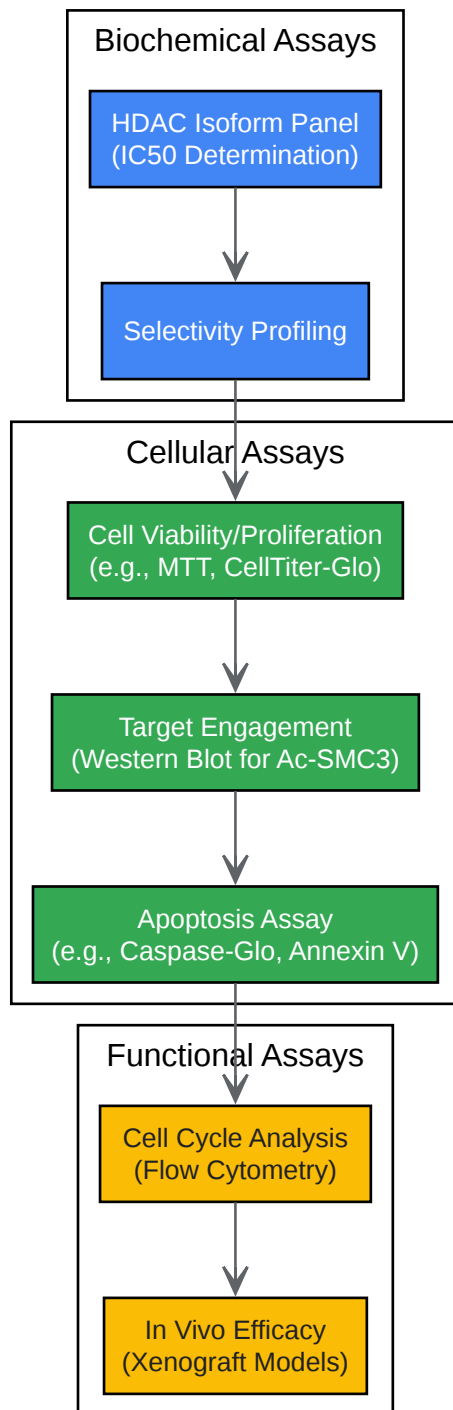 Biochemical Assays
HDAC Isoform Panel
(IC50 Determination)
Selectivity Profiling
Cellular Assays
Cell Viability/Proliferation
(e.g., MTT, CellTiter-Glo)
Target Engagement
(Western Blot for Ac-SMC3)
Apoptosis Assay
(e.g., Caspase-Glo, Annexin V)
Functional Assays
Cell Cycle Analysis
(Flow Cytometry)
In Vivo Efficacy
(Xenograft Models)